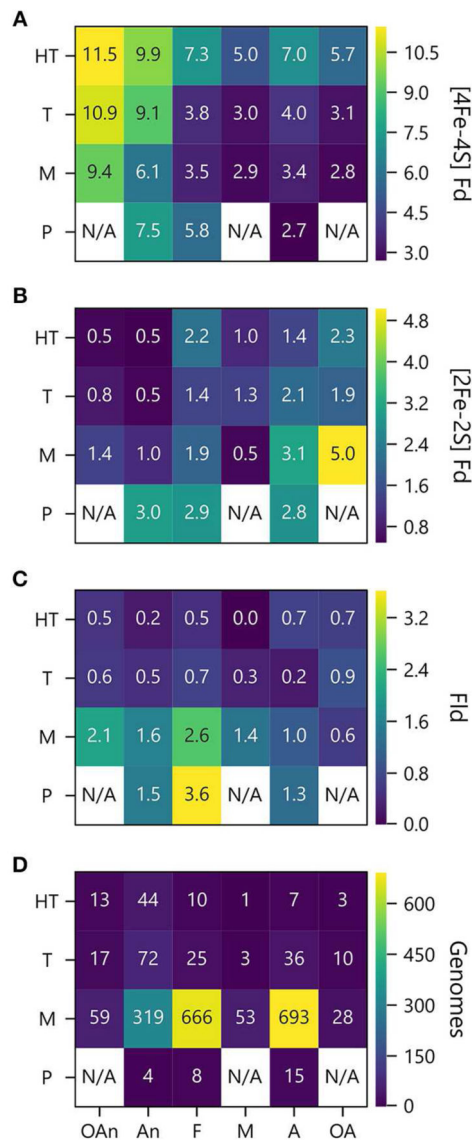 A
HT 11.5 9.9 7.3 5.0 7.0 5.7
T 10.9 9.1 3.8 3.0 4.0 3.1
M 9.4 6.1 3.5 2.9 3.4 2.8
P N/A 7.5 5.8 N/A 2.7 N/A
10.5
9.0
7.5
6.0
4.5
3.0
[4Fe-4S] Fd
B
HT 0.5 0.5 2.2 1.0 1.4 2.3
T 0.8 0.5 1.4 1.3 2.1 1.9
M 1.4 1.0 1.9 0.5 3.1 5.0
P N/A 3.0 2.9 N/A 2.8 N/A
4.8
4.0
3.2
2.4
1.6
0.8
[2Fe-2S] Fd
C
HT 0.5 0.2 0.5 0.0 0.7 0.7
T 0.6 0.5 0.7 0.3 0.2 0.9
M 2.1 1.6 2.6 1.4 1.0 0.6
P N/A 1.5 3.6 N/A 1.3 N/A
3.2
2.4
1.6
0.8
0.0
Fld
D
HT 13 44 10 1 7 3
T 17 72 25 3 36 10
M 59 319 666 53 693 28
P N/A 4 8 N/A 15 N/A
OAn An F M A OA
600
450
300
150
0
Genomes